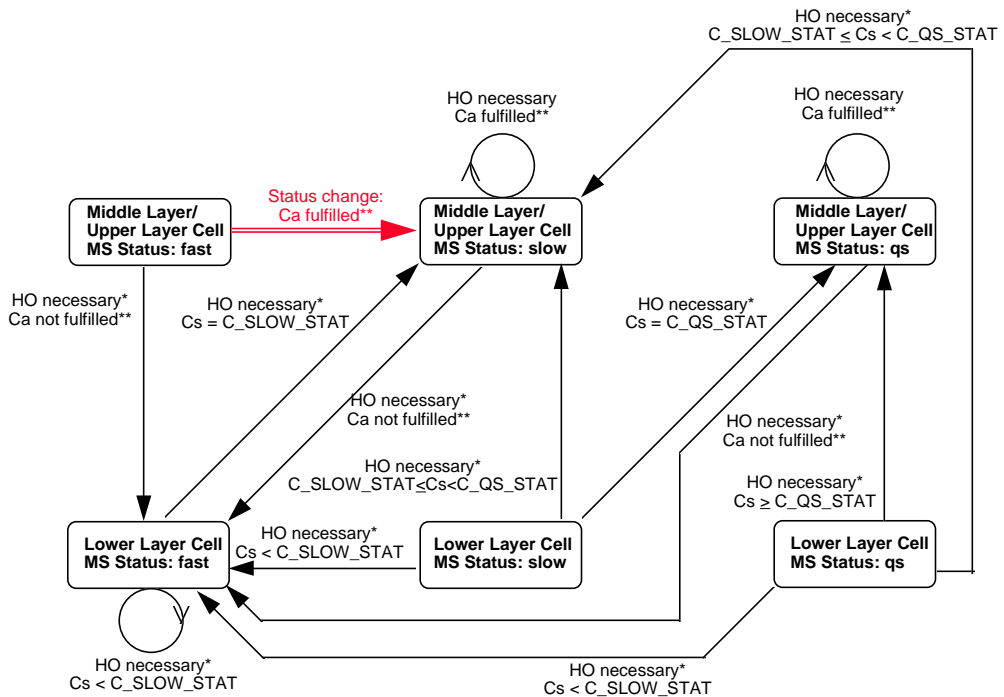 HO necessary*
C_SLOW_STAT ≤ Cs < C_QS_STAT
HO necessary
Ca fulfilled**
HO necessary
Ca fulfilled**
Status change:
Ca fulfilled**
Middle Layer/
Upper Layer Cell
MS Status: fast
Middle Layer/
Upper Layer Cell
MS Status: slow
Middle Layer/
Upper Layer Cell
MS Status: qs
HO necessary*
Ca not fulfilled**
HO necessary*
Cs = C_SLOW_STAT
HO necessary*
Cs = C_QS_STAT
HO necessary*
Ca not fulfilled**
HO necessary*
Ca not fulfilled**
HO necessary*
C_SLOW_STAT≤Cs<C_QS_STAT
HO necessary*
Cs ≥ C_QS_STAT
Lower Layer Cell
MS Status: fast
HO necessary*
Cs < C_SLOW_STAT
Lower Layer Cell
MS Status: slow
Lower Layer Cell
MS Status: qs
HO necessary*
Cs < C_SLOW_STAT
HO necessary*
Cs < C_SLOW_STAT